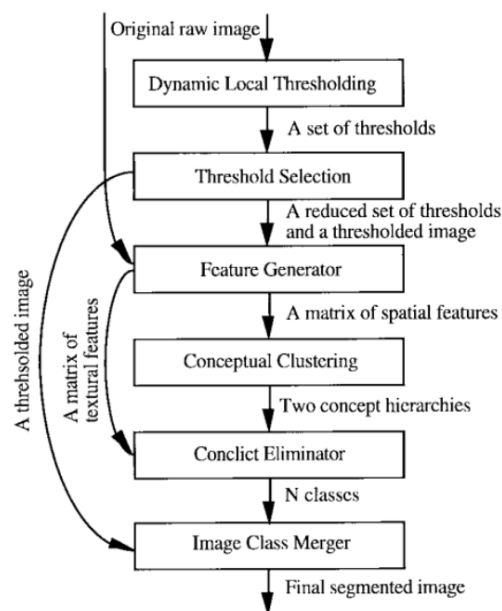 Original raw image
Dynamic Local Thresholding
A set of thresholds
Threshold Selection
A reduced set of thresholds
and a thresholded image
Feature Generator
A matrix of spatial features
A threhsolded image
A matrix of
textural features
Conceptual Clustering
Two concept hierarchies
Conclict Eliminator
N classes
Image Class Merger
Final segmented image